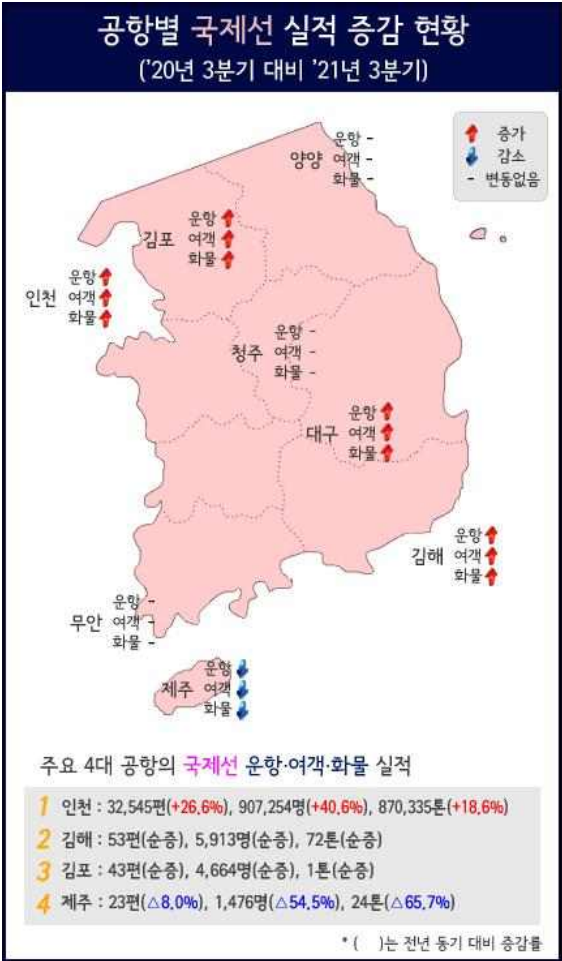 공항별 국제선 실적 증감 현황
('20년 3분기 대비 '21년 3분기)
증가
감소
- 변동없음
양양
운항 -
여객 -
화물 -
김포
운항
여객
화물
인천
운항
여객
화물
청주
운항 -
여객 -
화물 -
대구
운항
여객
화물
김해
운항
여객
화물
무안
운항 -
여객 -
화물 -
제주
운항
여객
화물
주요 4대 공항의 국제선 운항·여객·화물 실적
1 인천 : 32,545편(+26.6%), 907,254명(+40.6%), 870,335톤(+18.6%)
2 김해 : 53편(순증), 5,913명(순증), 72톤(순증)
3 김포 : 43편(순증), 4,664명(순증), 1톤(순증)
4 제주 : 23편(△8.0%), 1,476명(△54.5%), 24톤(△65.7%)
* ( )는 전년 동기 대비 증감률